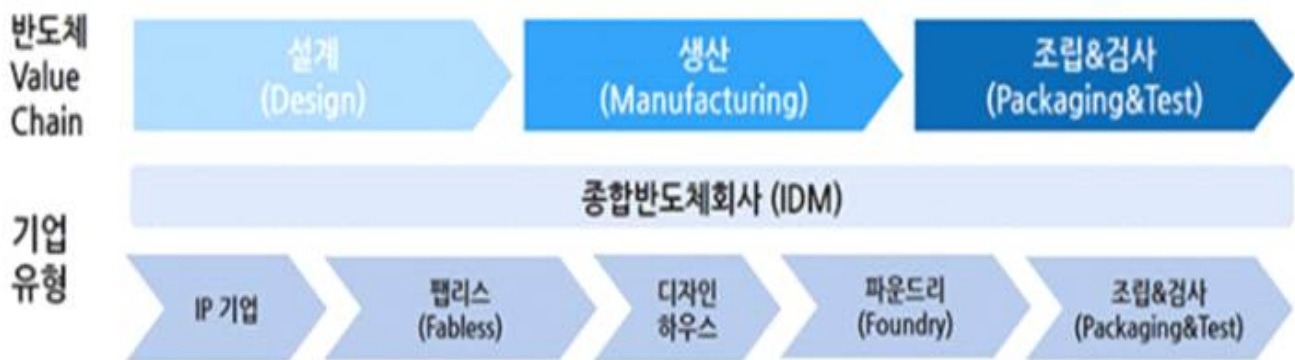 반도체
Value
Chain
설계
(Design)
생산
(Manufacturing)
조립&검사
(Packaging&Test)
기업
유형
종합반도체회사 (IDM)
IP 기업
팹리스
(Fabless)
디자인
하우스
파운드리
(Foundry)
조립&검사
(Packaging&Test)